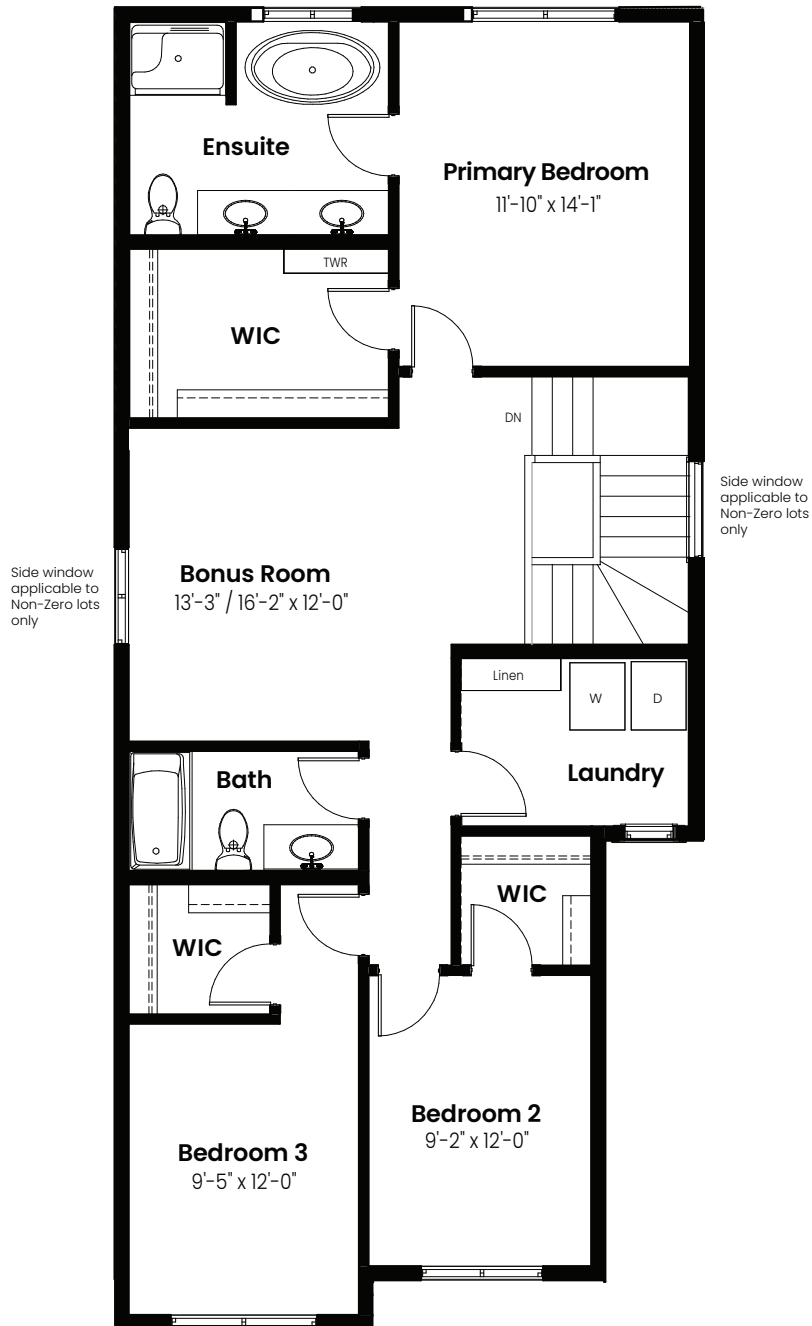 Ensuite
Primary Bedroom
11'-10" x 14'-1"
TWR
WIC
DN
Side window
applicable to
Non-Zero lots
only
Side window
applicable to
Non-Zero lots
only
Bonus Room
13'-3" / 16'-2" x 12'-0"
Linen
W
D
Laundry
Bath
WIC
WIC
Bedroom 2
9'-2" x 12'-0"
Bedroom 3
9'-5" x 12'-0"